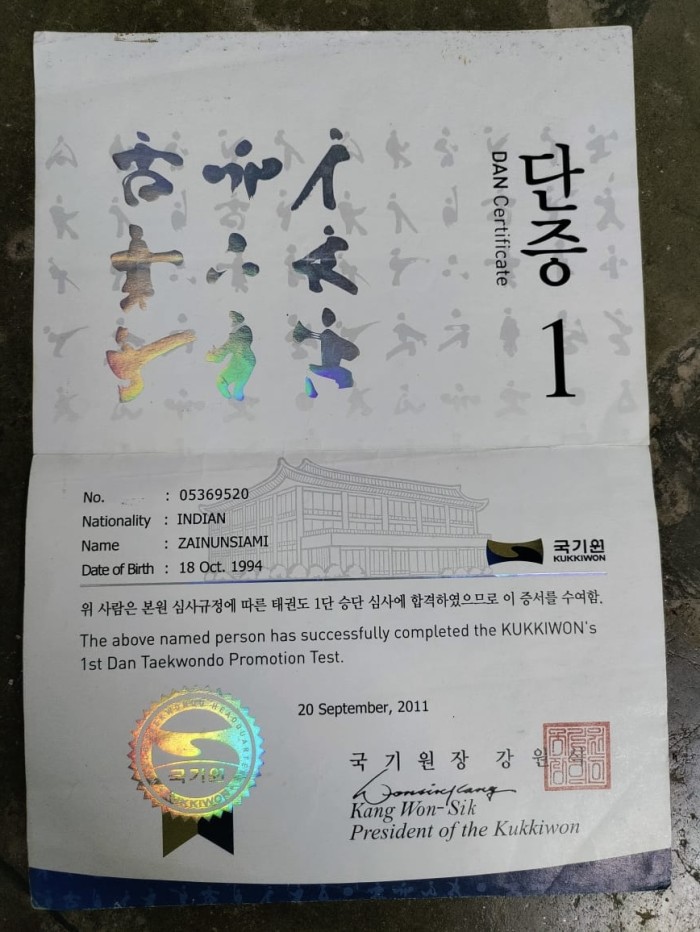 단증 1
DAN Certificate
No. : 05369520
Nationality : INDIAN
Name : ZAINUNSIAMI
Date of Birth : 18 Oct. 1994
국기원
KUKKIWON
위 사람은 본원 심사규정에 따른 태권도 1단 승단 심사에 합격하였으므로 이 증서를 수여함.
The above named person has successfully completed the KUKKIWON's
1st Dan Taekwondo Promotion Test.
20 September, 2011
국기원
KUKKIWON
국 기 원 장 강 원 식
Kang Won-Sik
President of the Kukkiwon